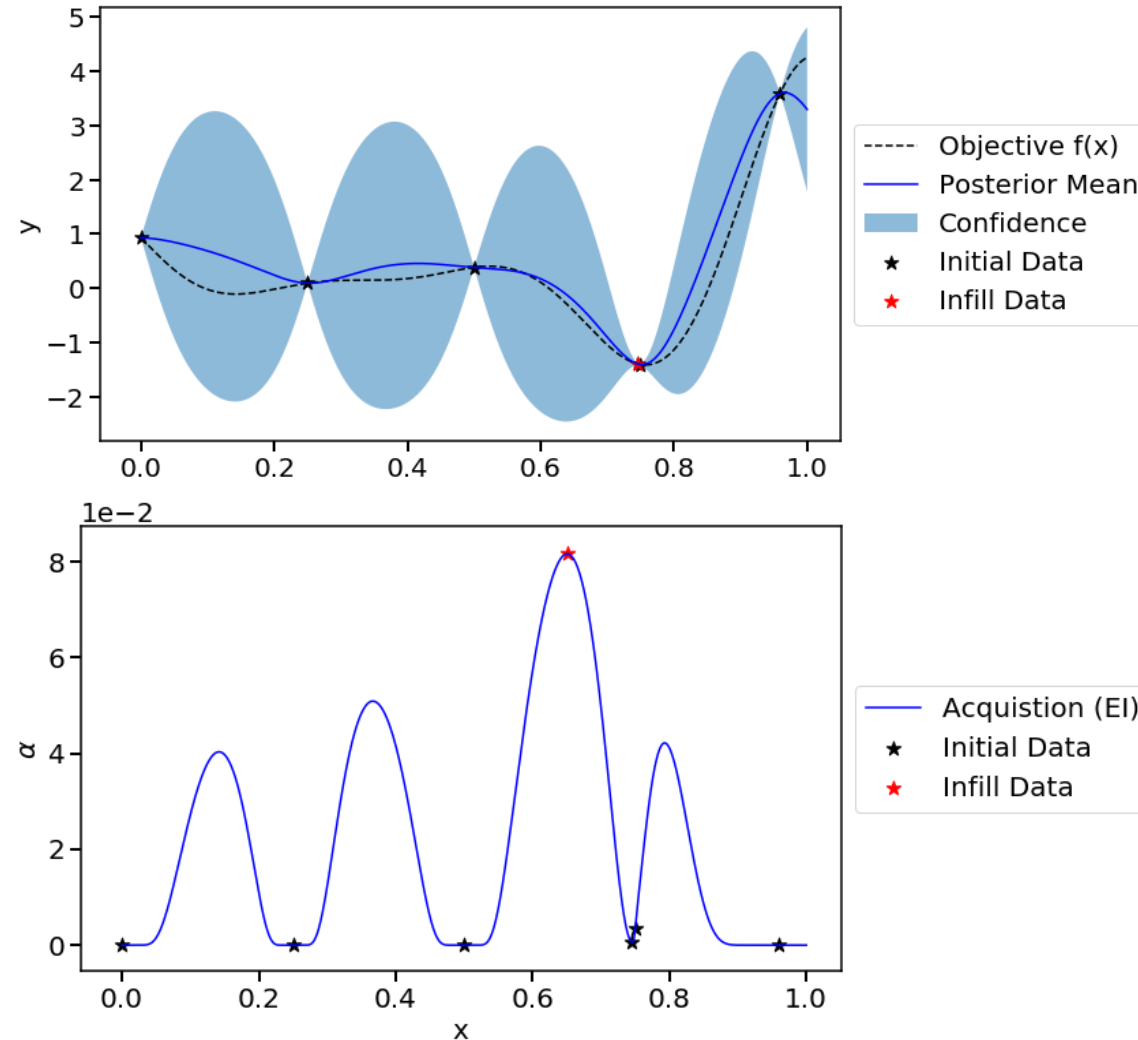 5
4
3
2
1
0
−1
−2
y
0.0 0.2 0.4 0.6 0.8 1.0
Objective f(x)
Posterior Mean
Confidence
Initial Data
Infill Data
1e−2
8
6
4
2
0
α
0.0 0.2 0.4 0.6 0.8 1.0
x
Acquistion (EI)
Initial Data
Infill Data